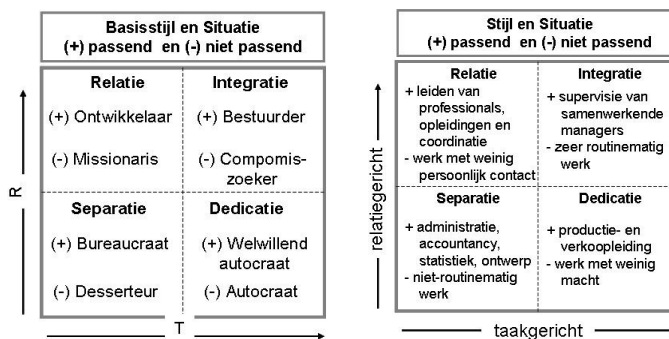 Basisstijl en Situatie
(+) passend en (-) niet passend
Relatie
(+) Ontwikkelaar
(-) Missionaris
Integratie
(+) Bestuurder
(-) Compomis-
zoeker
Separatie
(+) Bureaucraat
(-) Desserteur
Dedicatie
(+) Welwillend
autocraat
(-) Autocraat
R
T
Stijl en Situatie
(+) passend en (-) niet passend
Relatie
+ leiden van
professionals,
opleidingen en
coordinatie
- werk met weinig
persoonlijk contact
Integratie
+ supervisie van
samenwerkende
managers
- zeer routinematig
werk
Separatie
+ administratie,
accountancy,
statistiek, ontwerp
- niet-routinematig
werk
Dedicatie
+ productie- en
verkoopleiding
- werk met weinig
macht
relatiegericht
taakgericht